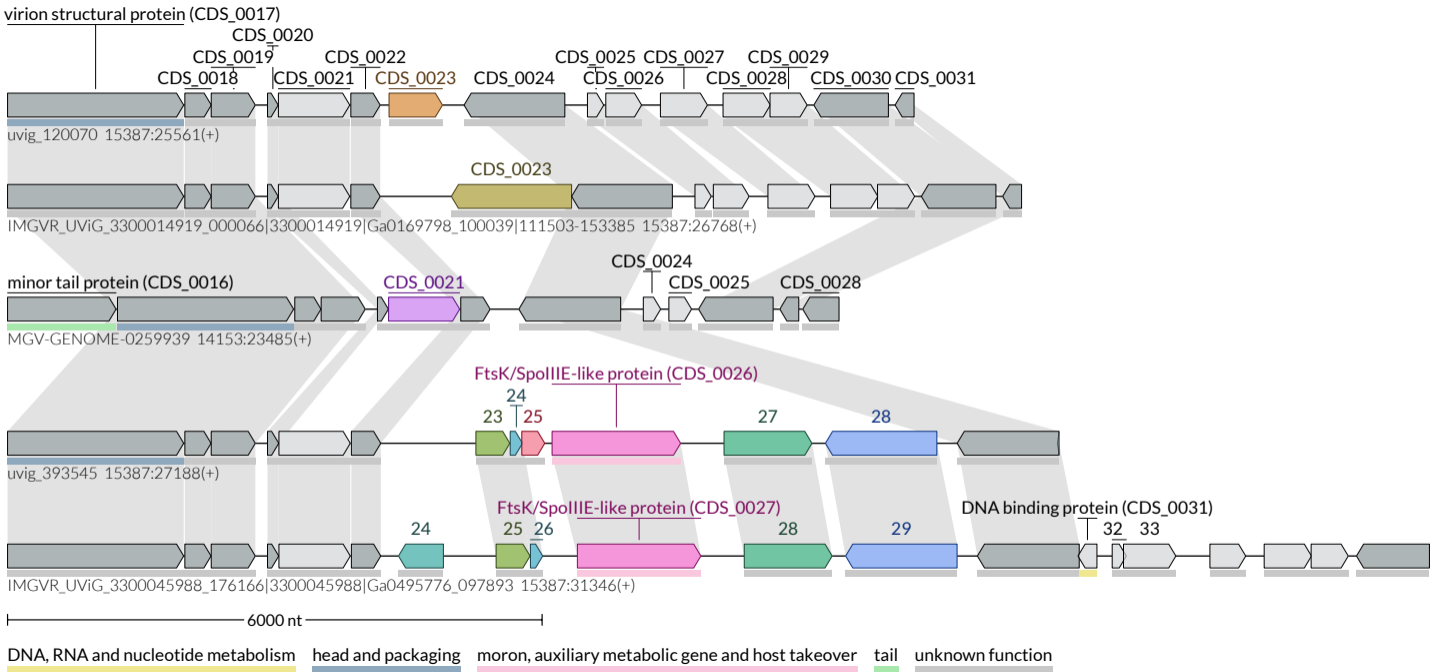 virion structural protein (CDS_0017)
CDS_0020
CDS_0019 CDS_0022 CDS_0025 CDS_0027 CDS_0029
CDS_0018 CDS_0021 CDS_0023 CDS_0024 CDS_0026 CDS_0028 CDS_0030 CDS_0031
uvig_120070 15387:25561(+)
CDS_0023
IMGVR_UViG_3300014919_000066|3300014919|Ga0169798_100039|111503-153385 15387:26768(+)
CDS_0024
minor tail protein (CDS_0016) CDS_0021 CDS_0025 CDS_0028
MGV-GENOME-0259939 14153:23485(+)
FtsK/SpoIIIE-like protein (CDS_0026)
24
23 25 27 28
uvig_393545 15387:27188(+)
FtsK/SpoIIIE-like protein (CDS_0027) DNA binding protein (CDS_0031)
24 25 26 28 29 32 33
IMGVR_UViG_3300045988_176166|3300045988|Ga0495776_097893 15387:31346(+)
6000 nt
DNA, RNA and nucleotide metabolism head and packaging moron, auxiliary metabolic gene and host takeover tail unknown function